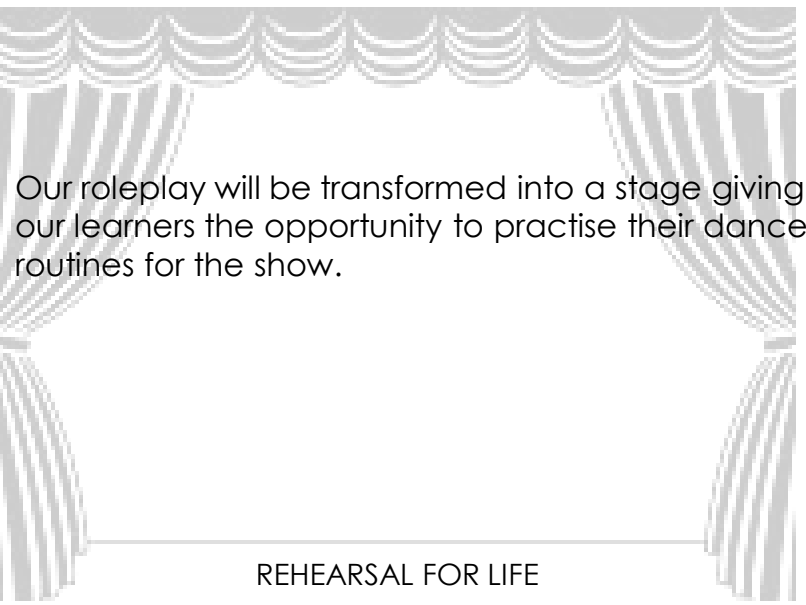 Our roleplay will be transformed into a stage giving
our learners the opportunity to practise their dance
routines for the show.
REHEARSAL FOR LIFE